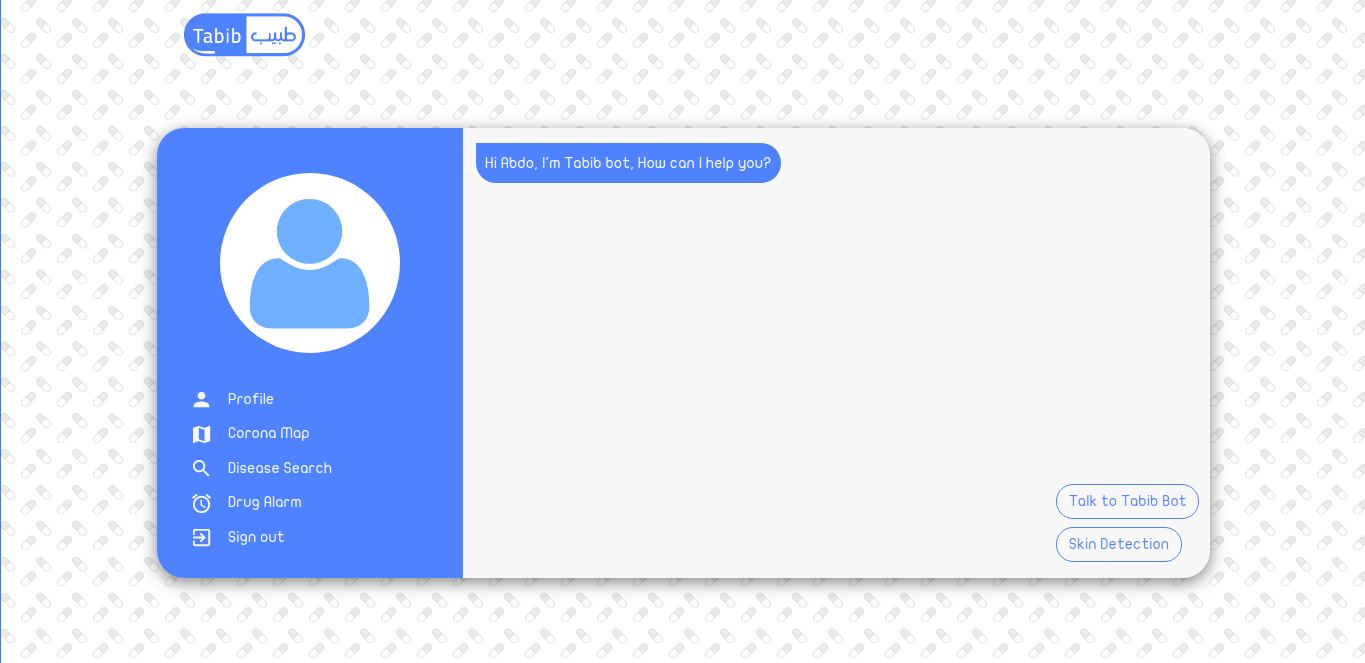 Tabib طبيب
Hi Abdo, I'm Tabib bot, How can I help you?
Profile
Corona Map
Disease Search
Drug Alarm
Sign out
Talk to Tabib Bot
Skin Detection